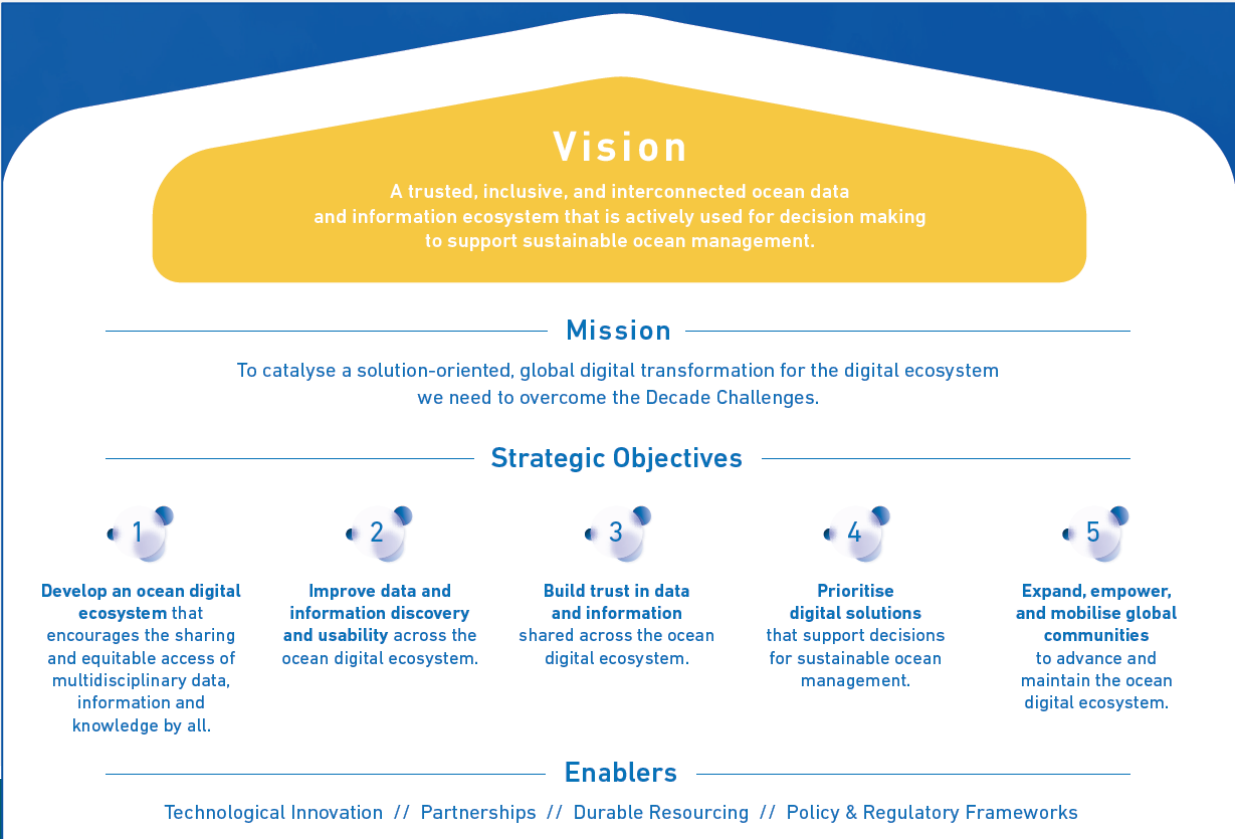 Vision
A trusted, inclusive, and interconnected ocean data
and information ecosystem that is actively used for decision making
to support sustainable ocean management.
Mission
To catalyse a solution-oriented, global digital transformation for the digital ecosystem
we need to overcome the Decade Challenges.
Strategic Objectives
1
Develop an ocean digital
ecosystem that
encourages the sharing
and equitable access of
multidisciplinary data,
information and
knowledge by all.
2
Improve data and
information discovery
and usability across the
ocean digital ecosystem.
3
Build trust in data
and information
shared across the ocean
digital ecosystem.
4
Prioritise
digital solutions
that support decisions
for sustainable ocean
management.
5
Expand, empower,
and mobilise global
communities
to advance and
maintain the ocean
digital ecosystem.
Enablers
Technological Innovation // Partnerships // Durable Resourcing // Policy & Regulatory Frameworks